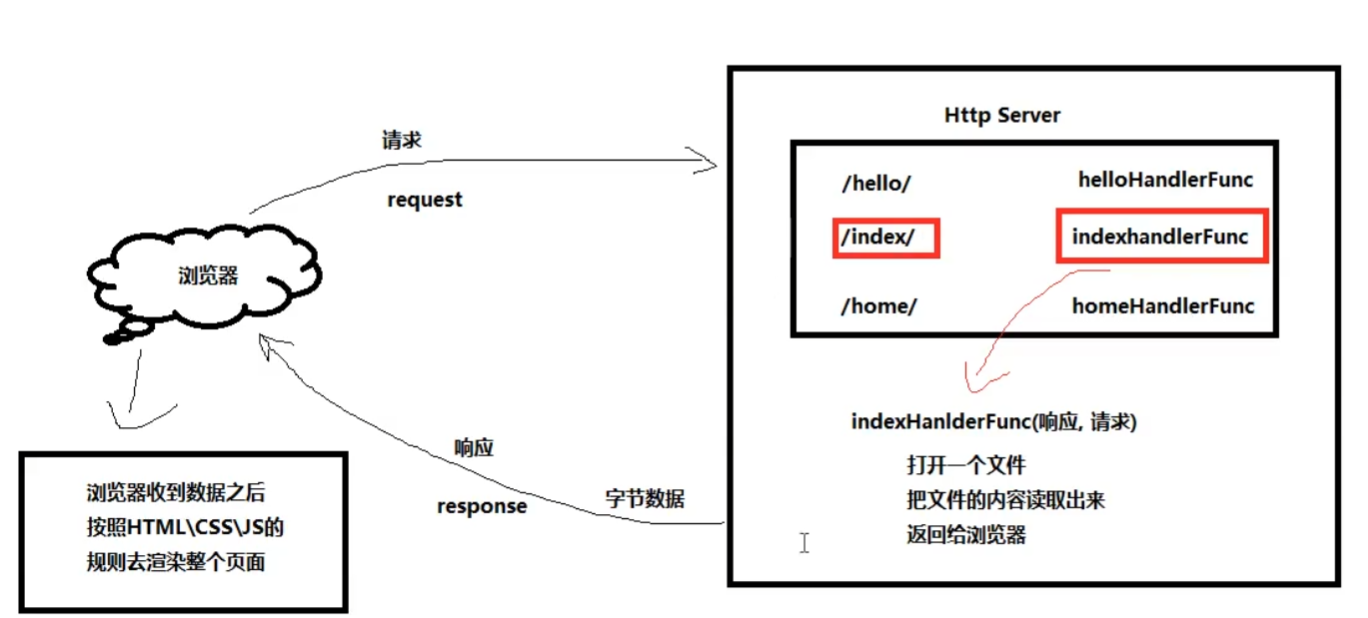 Http Server
请求
request
/hello/ helloHandlerFunc
/index/ indexhandlerFunc
/home/ homeHandlerFunc
浏览器
indexHanlderFunc(响应, 请求)
打开一个文件
把文件的内容读取出来
返回给浏览器
响应
response
字节数据
浏览器收到数据之后
按照HTML\CSS\JS的
规则去渲染整个页面